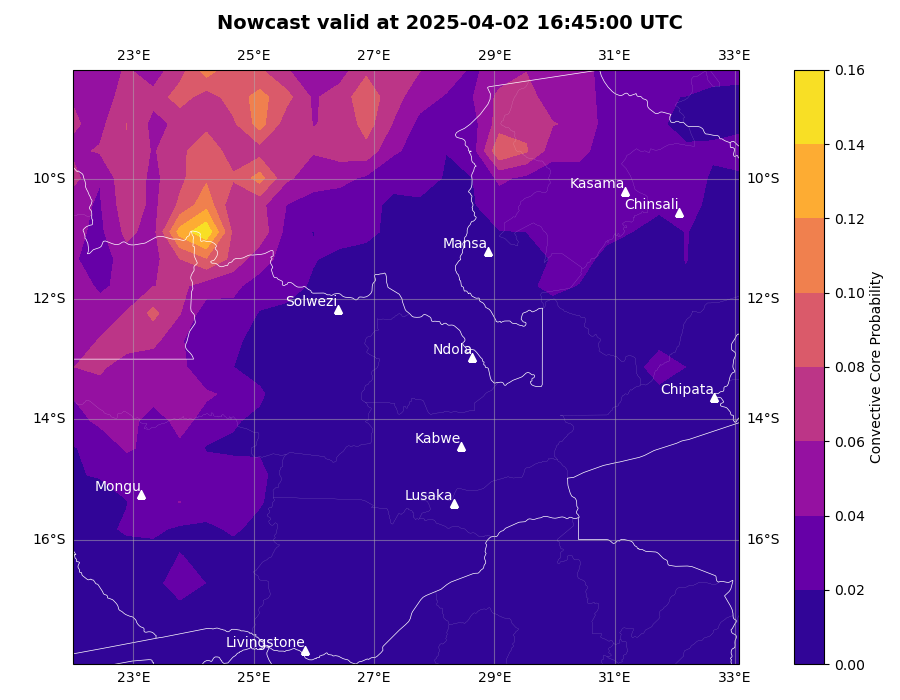 Nowcast valid at 2025-04-02 16:45:00 UTC
23°E 25°E 27°E 29°E 31°E 33°E
0.16
0.14
10°S Kasama 10°S
Chinsali
0.12
Mansa
12°S Solwezi 12°S
0.10
Ndola
0.08
Chipata
14°S 14°S
Kabwe
0.06
Mongu Lusaka
0.04
16°S 16°S
0.02
Livingstone
0.00
23°E 25°E 27°E 29°E 31°E 33°E
Convective Core Probability